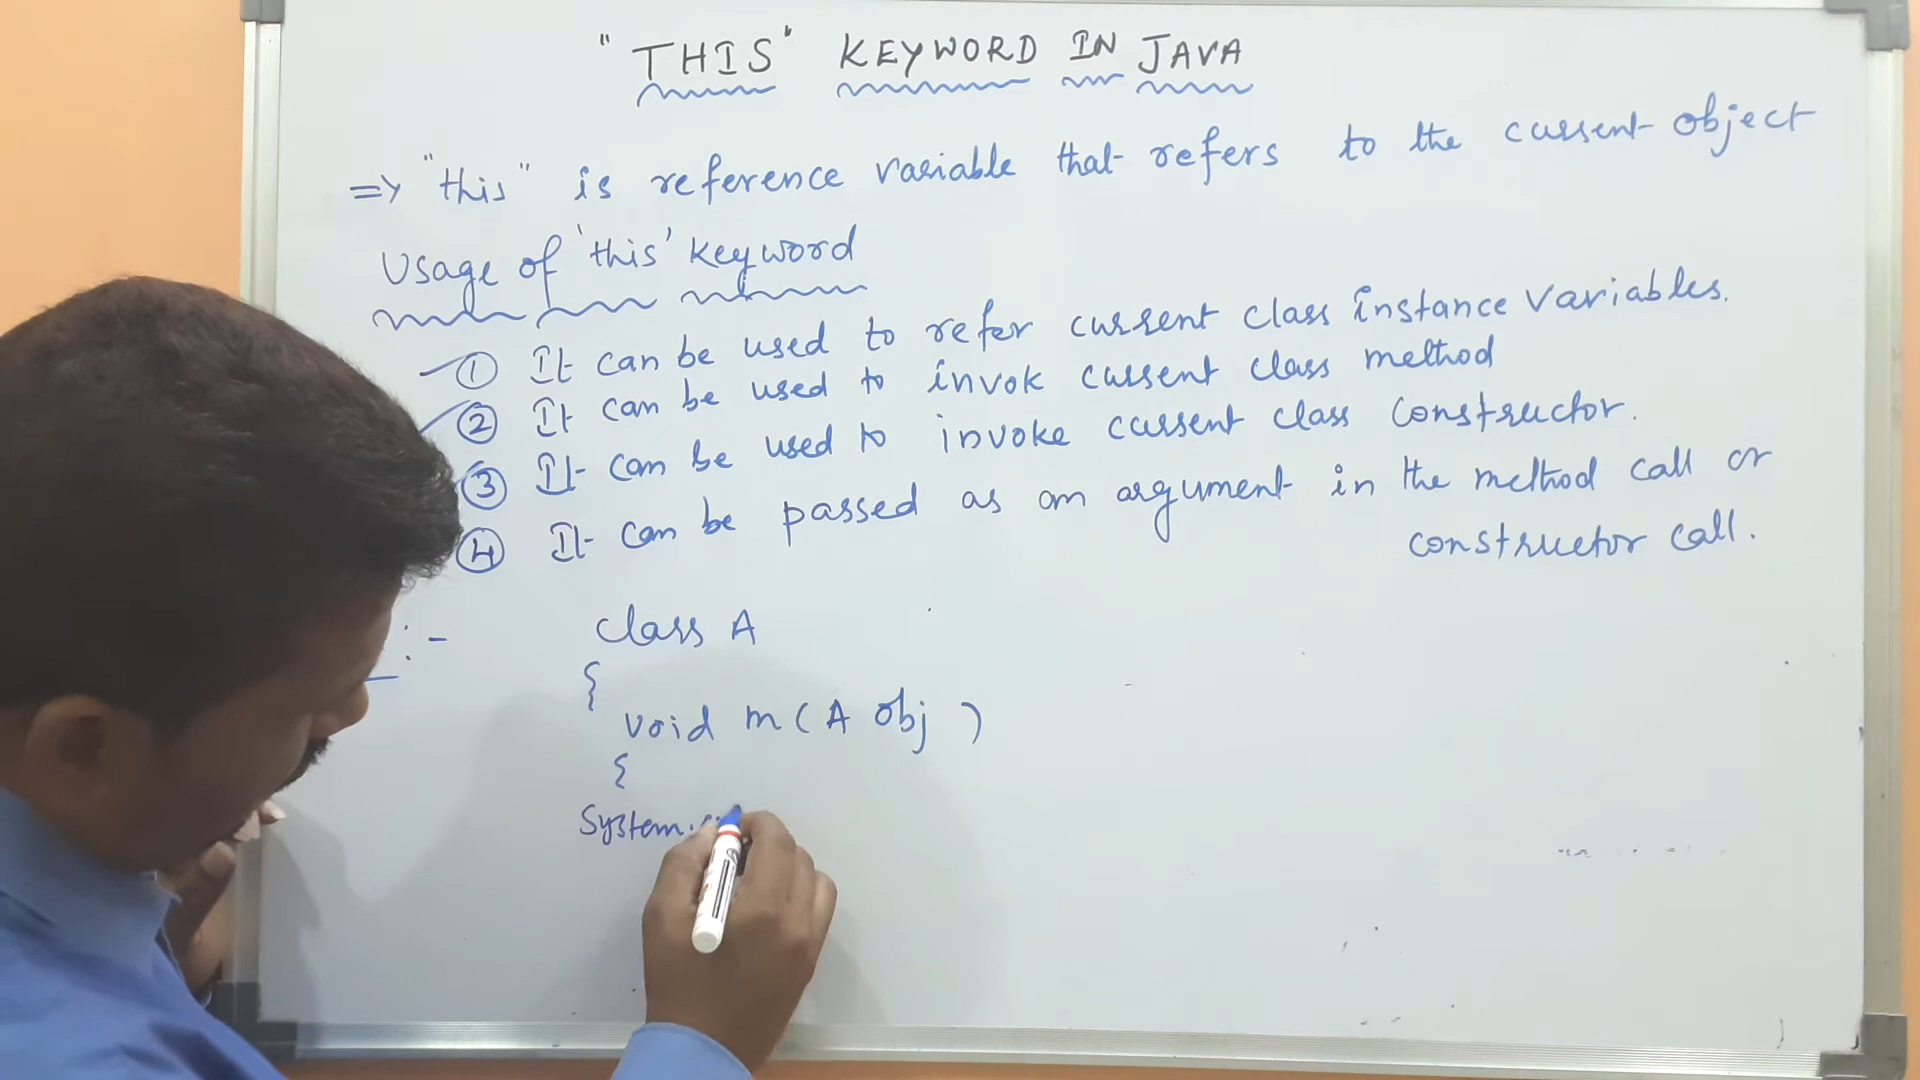 "THIS" KEYWORD IN JAVA
=> "this" is reference variable that refers to the current object
Usage of 'this' keyword
① It can be used to refer current class instance variables.
② It can be used to invok current class method
③ It can be used to invoke current class constructor.
④ It can be passed as an argument in the method call or
constructor call.
:- class A
{
void m(A obj )
{
System.